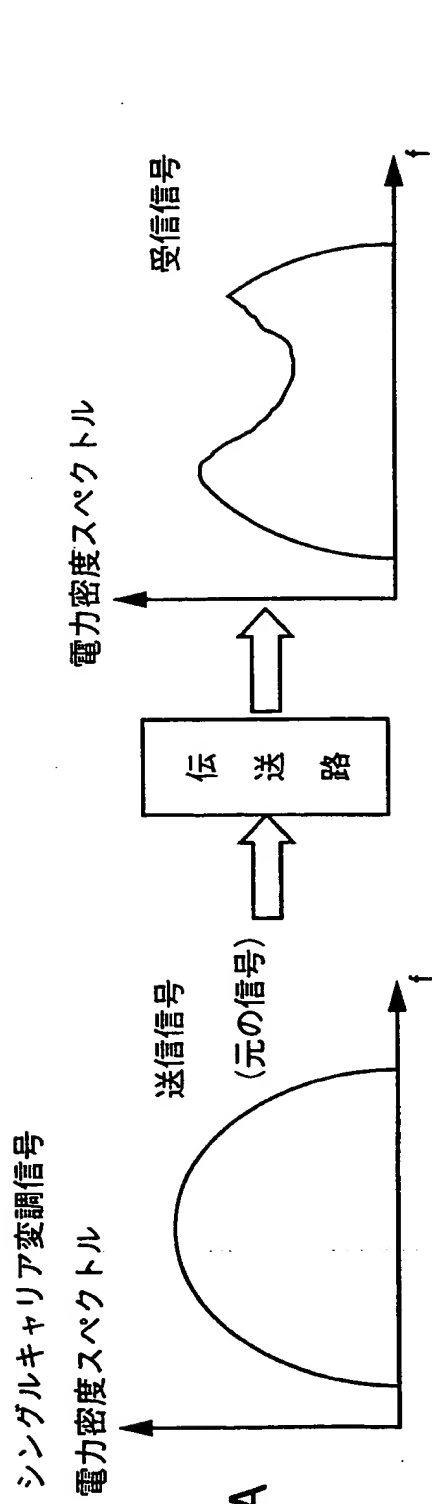 シングルキャリア変調信号
電力密度スペクトル
A
送信信号
(元の信号)
f
伝
送
路
電力密度スペクトル
受信信号
f